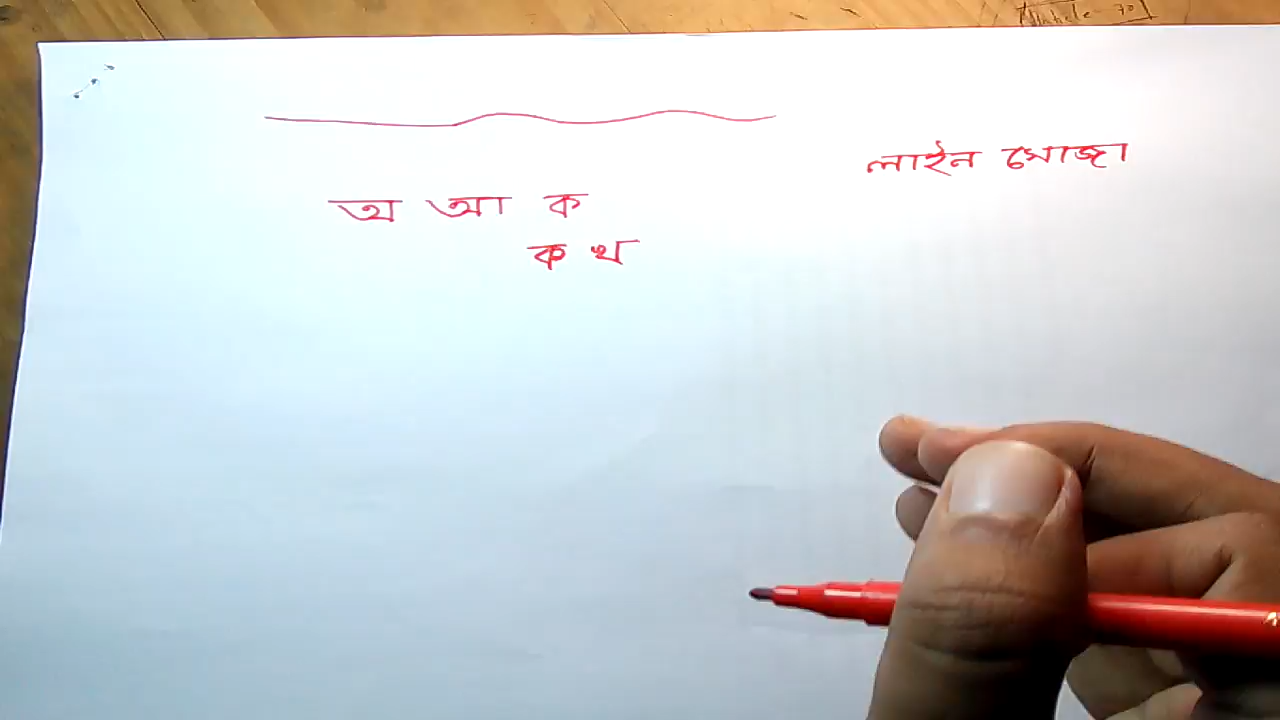 লাইন সোজা
অ আ ক
ক খ